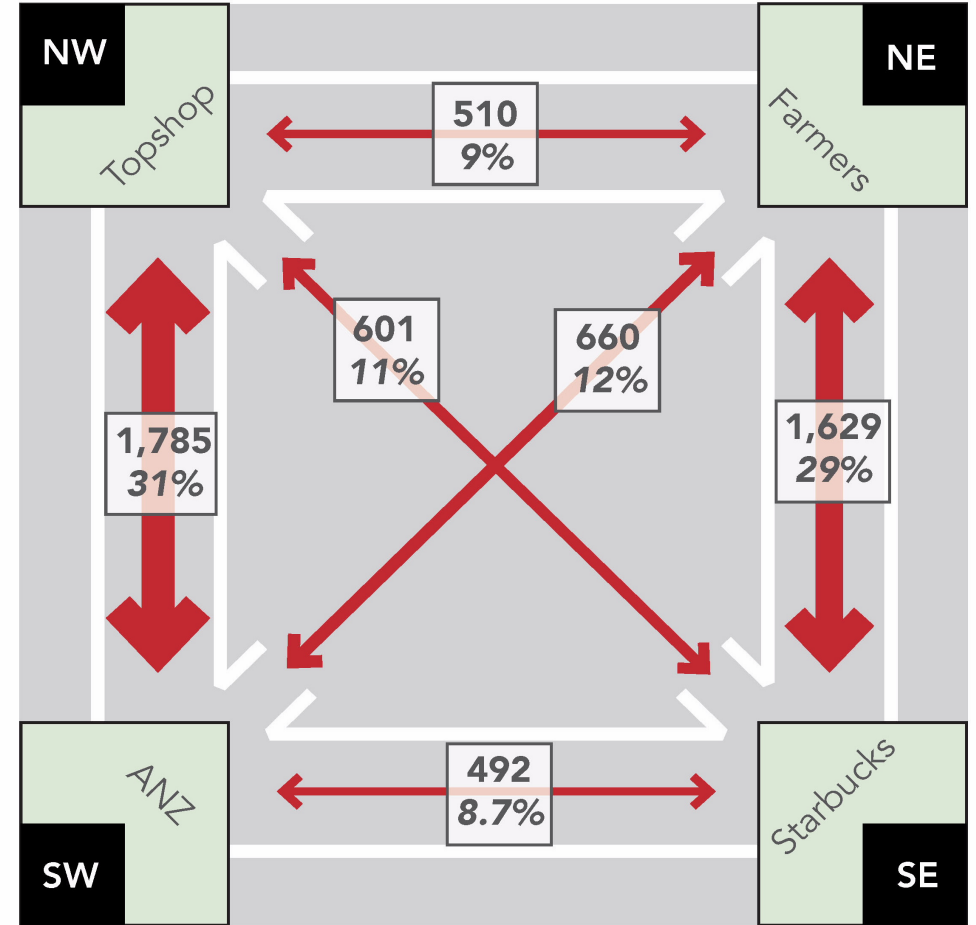 NW
NE
Topshop
Farmers
510
9%
601
11%
660
12%
1,785
31%
1,629
29%
492
8.7%
ANZ
Starbucks
SW
SE